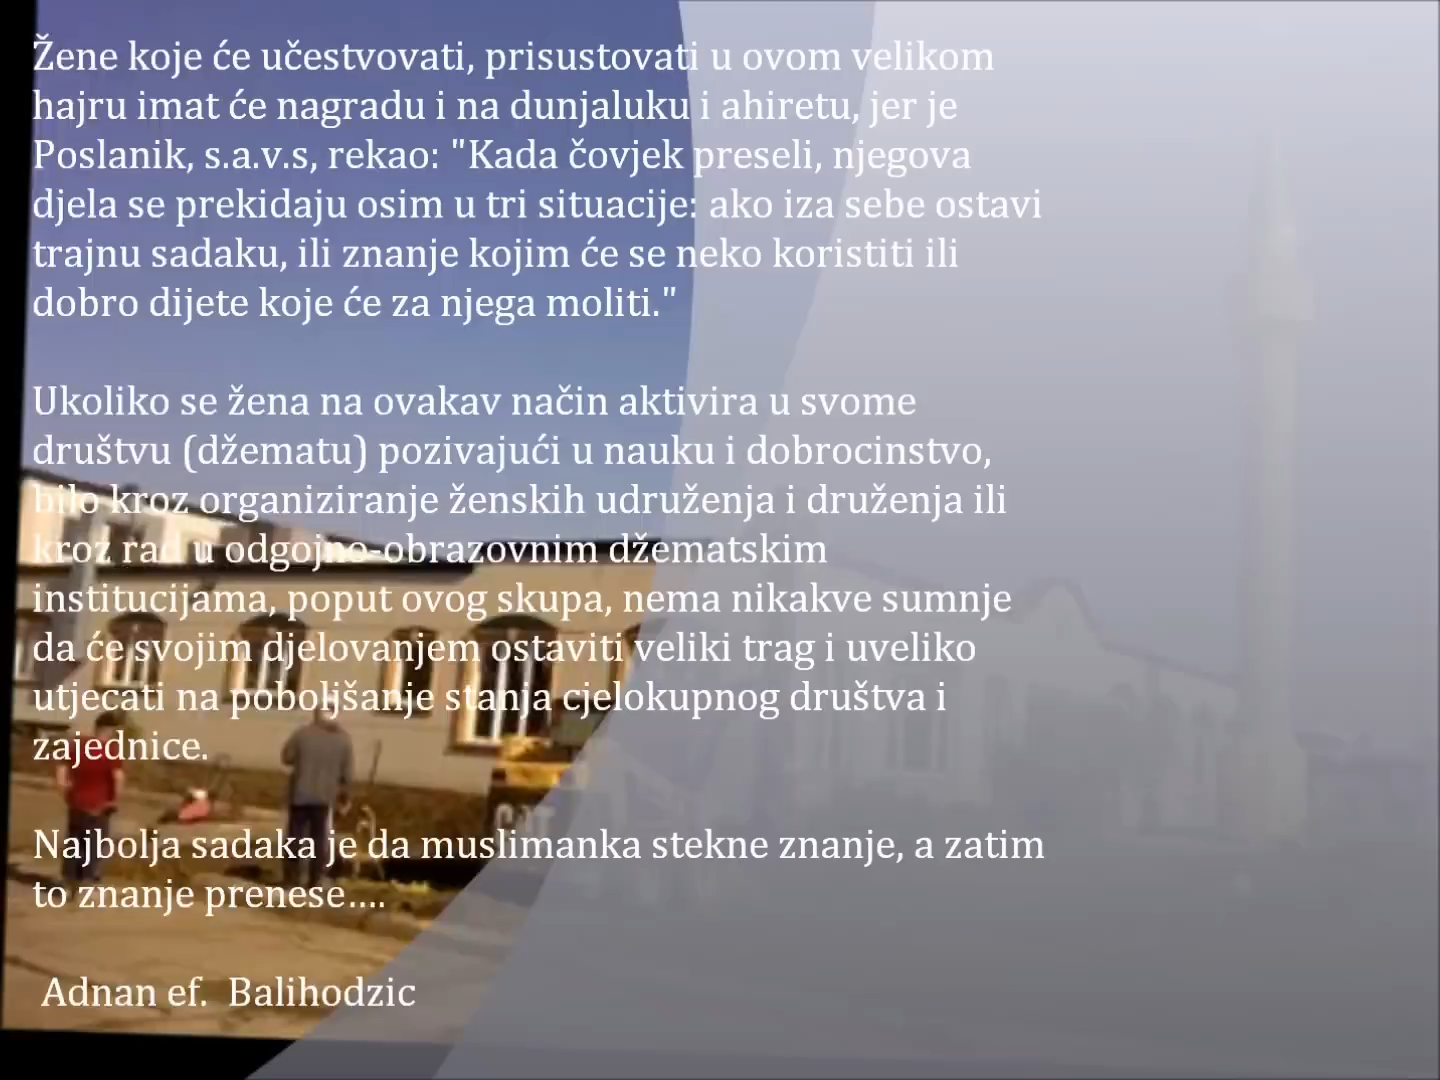 Žene koje će učestvovati, prisustovati u ovom velikom
hajru imat će nagradu i na dunjaluku i ahiretu, jer je
Poslanik, s.a.v.s, rekao: "Kada čovjek preseli, njegova
djela se prekidaju osim u tri situacije: ako iza sebe ostavi
trajnu sadaku, ili znanje kojim će se neko koristiti ili
dobro dijete koje će za njega moliti."
Ukoliko se žena na ovakav način aktivira u svome
društvu (džematu) pozivajući u nauku i dobrocinstvo,
bilo kroz organiziranje ženskih udruženja i druženja ili
kroz rad u odgojno-obrazovnim džematskim
institucijama, poput ovog skupa, nema nikakve sumnje
da će svojim djelovanjem ostaviti veliki trag i uveliko
utjecati na poboljšanje stanja cjelokupnog društva i
zajednice.
Najbolja sadaka je da muslimanka stekne znanje, a zatim
to znanje prenese....
Adnan ef.  Balihodzic